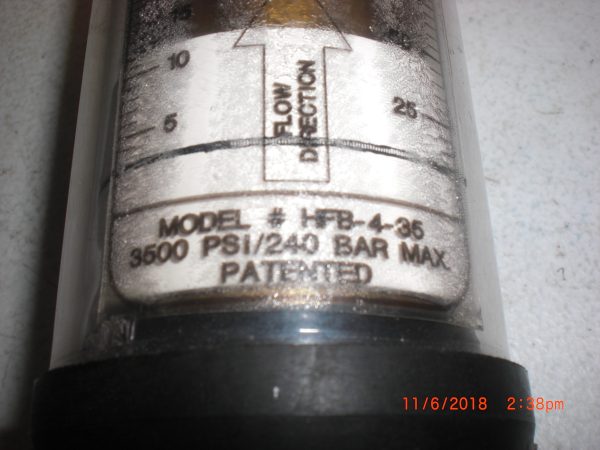 10
5
25
FLOW
DIRECTION
MODEL # HFB-4-35
3500 PSI/240 BAR MAX.
PATENTED
11/6/2018 2:38pm